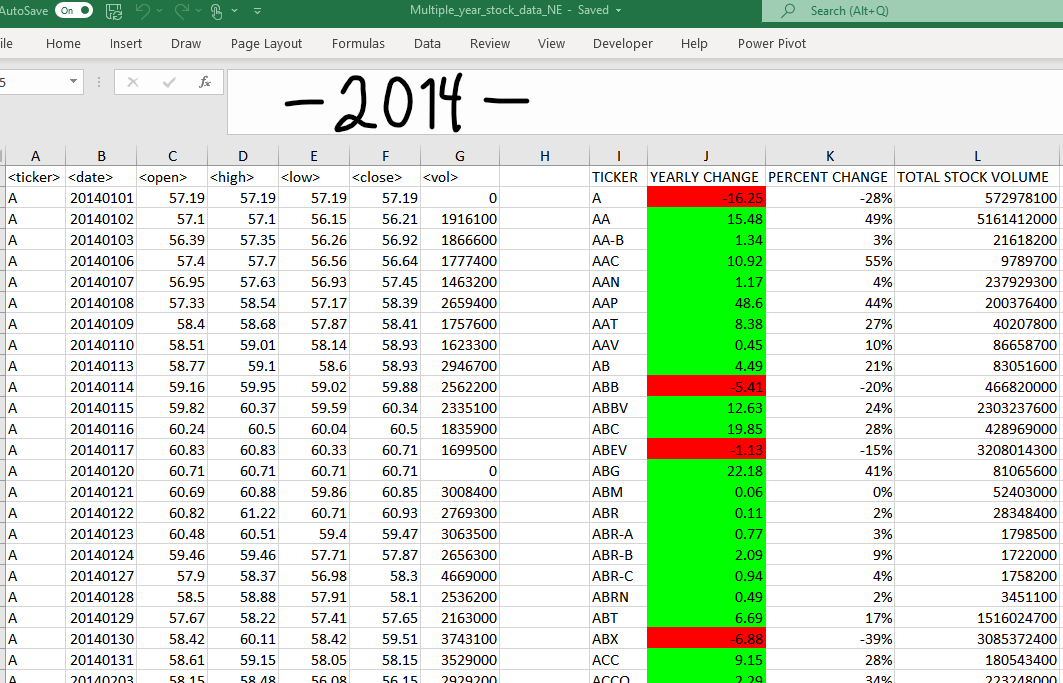 AutoSave On Multiple_year_stock_data_NE - Saved Search (Alt+Q)
ile Home Insert Draw Page Layout Formulas Data Review View Developer Help Power Pivot
5 fx - 2014 -
A B C D E F G H I J K L
<ticker> <date> <open> <high> <low> <close> <vol> TICKER YEARLY CHANGE PERCENT CHANGE TOTAL STOCK VOLUME
A 20140101 57.19 57.19 57.19 57.19 0 A -16.25 -28% 572978100
A 20140102 57.1 57.1 56.15 56.21 1916100 AA 15.48 49% 5161412000
A 20140103 56.39 57.35 56.26 56.92 1866600 AA-B 1.34 3% 21618200
A 20140106 57.4 57.7 56.56 56.64 1777400 AAC 10.92 55% 9789700
A 20140107 56.95 57.63 56.93 57.45 1463200 AAN 1.17 4% 237929300
A 20140108 57.33 58.54 57.17 58.39 2659400 AAP 48.6 44% 200376400
A 20140109 58.4 58.68 57.87 58.41 1757600 AAT 8.38 27% 40207800
A 20140110 58.51 59.01 58.14 58.93 1623300 AAV 0.45 10% 86658700
A 20140113 58.77 59.1 58.6 58.93 2946700 AB 4.49 21% 83051600
A 20140114 59.16 59.95 59.02 59.88 2562200 ABB -5.41 -20% 466820000
A 20140115 59.82 60.37 59.59 60.34 2335100 ABBV 12.63 24% 2303237600
A 20140116 60.24 60.5 60.04 60.5 1835900 ABC 19.85 28% 428969000
A 20140117 60.83 60.83 60.33 60.71 1699500 ABEV -1.13 -15% 3208014300
A 20140120 60.71 60.71 60.71 60.71 0 ABG 22.18 41% 81065600
A 20140121 60.69 60.88 59.86 60.85 3008400 ABM 0.06 0% 52403000
A 20140122 60.82 61.22 60.71 60.93 2769300 ABR 0.11 2% 28348400
A 20140123 60.48 60.51 59.4 59.47 3063500 ABR-A 0.77 3% 1798500
A 20140124 59.46 59.46 57.71 57.87 2656300 ABR-B 2.09 9% 1722000
A 20140127 57.9 58.37 56.98 58.3 4669000 ABR-C 0.94 4% 1758200
A 20140128 58.5 58.88 57.91 58.1 2536200 ABRN 0.49 2% 3451100
A 20140129 57.67 58.22 57.41 57.65 2163000 ABT 6.69 17% 1516024700
A 20140130 58.42 60.11 58.42 59.51 3743100 ABX -6.88 -39% 3085372400
A 20140131 58.61 59.15 58.05 58.15 3529000 ACC 9.15 28% 180543400
A 20140203 58.15 58.48 56.08 56.15 2929200 ACCO 2.29 34% 223248000